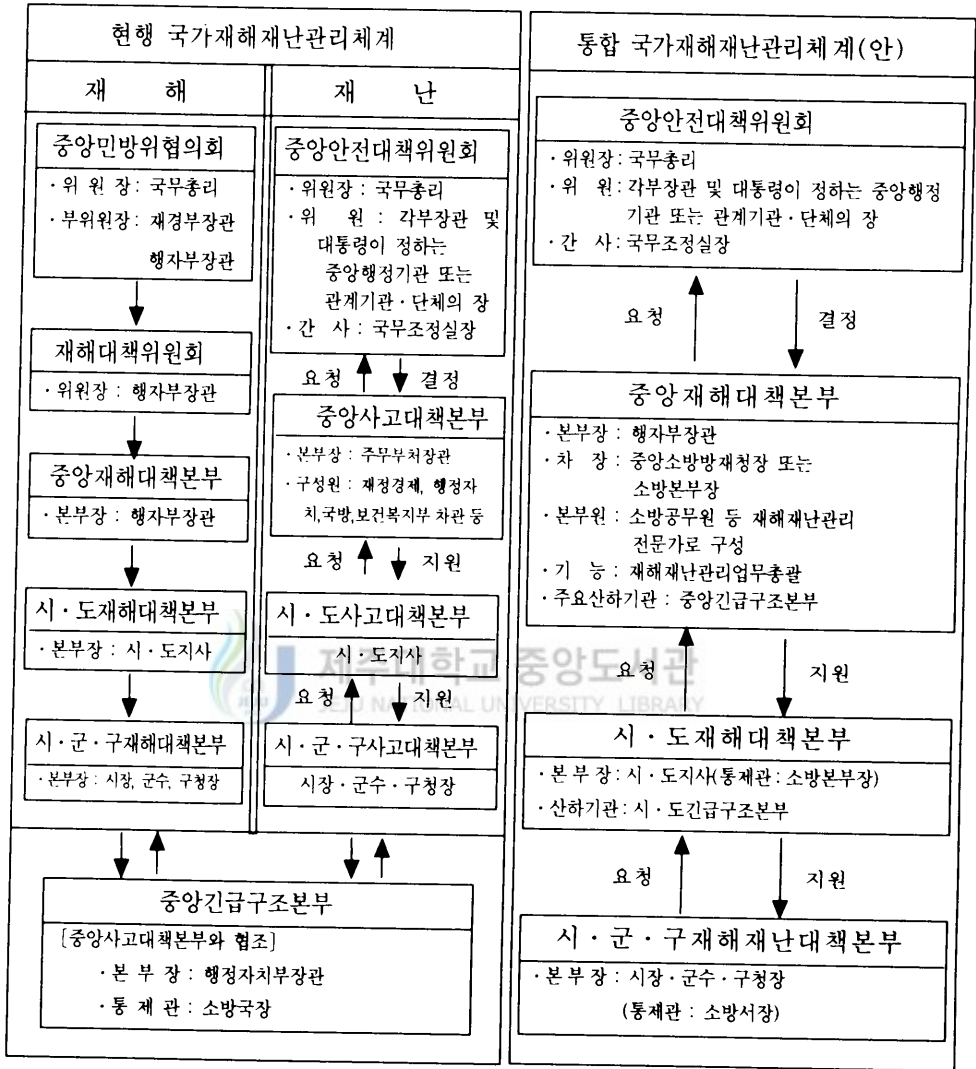 현행 국가재해재난관리체계
재 해
중앙민방위협의회
· 위 원 장 : 국무총리
· 부위원장 : 재경부장관
행자부장관
재해대책위원회
· 위원장 : 행자부장관
중앙재해대책본부
· 본부장 : 행자부장관
시 · 도재해대책본부
· 본부장 : 시 · 도지사
시 · 군 · 구재해대책본부
· 본부장 : 시장, 군수, 구청장
재 난
중앙안전대책위원회
· 위원장 : 국무총리
· 위 원 : 각부장관 및
대통령이 정하는
중앙행정기관 또는
관계기관 · 단체의 장
· 간 사 : 국무조정실장
요청 결정
중앙사고대책본부
· 본부장 : 주무부처장관
· 구성원 : 재정경제, 행정자
치,국방,보건복지부 차관 등
요청 지원
시 · 도사고대책본부
시 · 도지사
요청 지원
시 · 군 · 구사고대책본부
시장 · 군수 · 구청장
중앙긴급구조본부
[중앙사고대책본부와 협조]
· 본 부 장 : 행정자치부장관
· 통 제 관 : 소방국장
통합 국가재해재난관리체계(안)
중앙안전대책위원회
· 위원장 : 국무총리
· 위 원 : 각부장관 및 대통령이 정하는 중앙행정
기관 또는 관계기관 · 단체의 장
· 간 사 : 국무조정실장
요청 결정
중앙재해대책본부
· 본부장 : 행자부장관
· 차 장 : 중앙소방방재청장 또는
소방본부장
· 본부원 : 소방공무원 등 재해재난관리
전문가로 구성
· 기 능 : 재해재난관리업무총괄
· 주요산하기관 : 중앙긴급구조본부
요청 지원
시 · 도재해대책본부
· 본 부 장 : 시 · 도지사(통제관 : 소방본부장)
· 산하기관 : 시 · 도긴급구조본부
요청 지원
시 · 군 · 구재해재난대책본부
· 본 부 장 : 시장 · 군수 · 구청장
(통제관 : 소방서장)
제주대학교 중앙도서관
JEJU NATIONAL UNIVERSITY LIBRARY